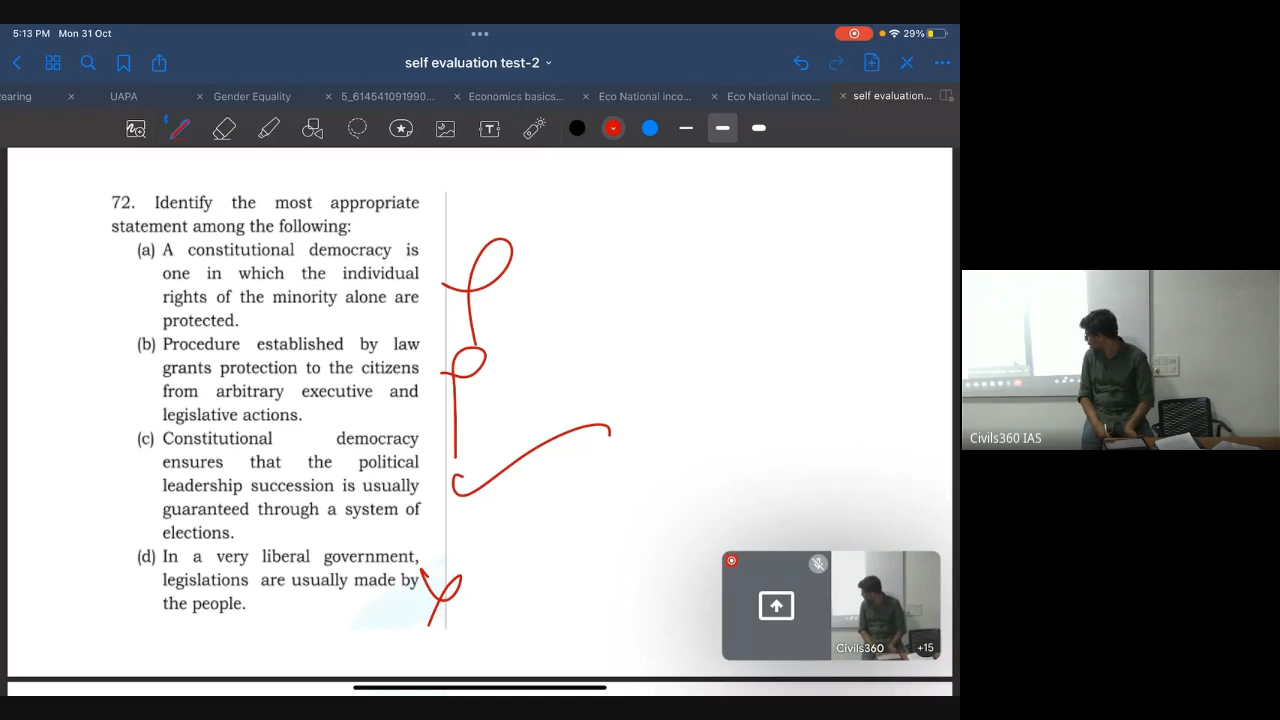 5:13 PM Mon 31 Oct
29%
self evaluation test-2
earing
UAPA
Gender Equality
5_614541091990...
Economics basics...
Eco National inco...
Eco National inco...
self evaluation...
72. Identify the most appropriate
statement among the following:
(a) A constitutional democracy is
one in which the individual
rights of the minority alone are
protected.
(b) Procedure established by law
grants protection to the citizens
from arbitrary executive and
legislative actions.
(c) Constitutional democracy
ensures that the political
leadership succession is usually
guaranteed through a system of
elections.
(d) In a very liberal government,
legislations are usually made by
the people.
Civils360 IAS
Civils360
+15